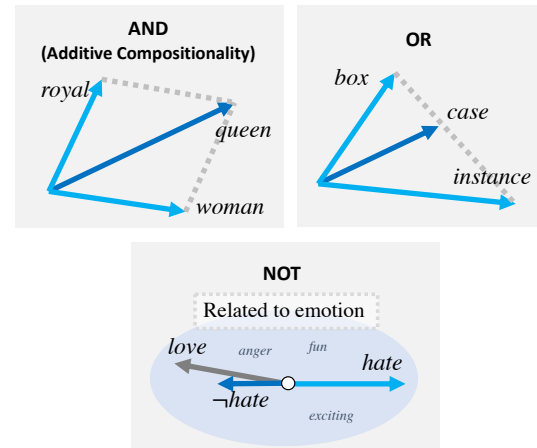 AND
(Additive Compositionality)
royal
queen
woman
OR
box
case
instance
NOT
Related to emotion
love
anger
fun
hate
¬hate
exciting